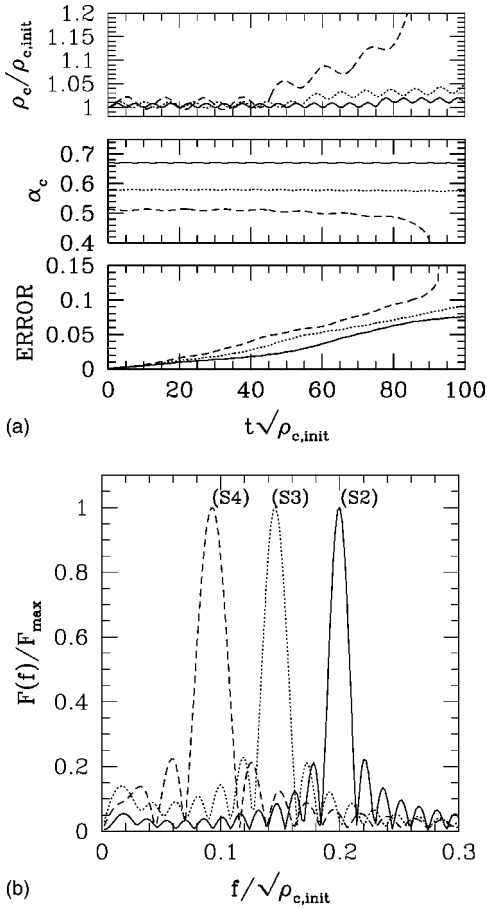 ρc/ρc,init
1.2
1.15
1.1
1.05
1
αc
0.7
0.6
0.5
0.4
ERROR
0.15
0.1
0.05
0
0 20 40 60 80 100
(a) t√ρc,init
F(f)/Fmax
(S4) (S3) (S2)
1
0.8
0.6
0.4
0.2
0
0 0.1 0.2 0.3
(b) f/√ρc,init